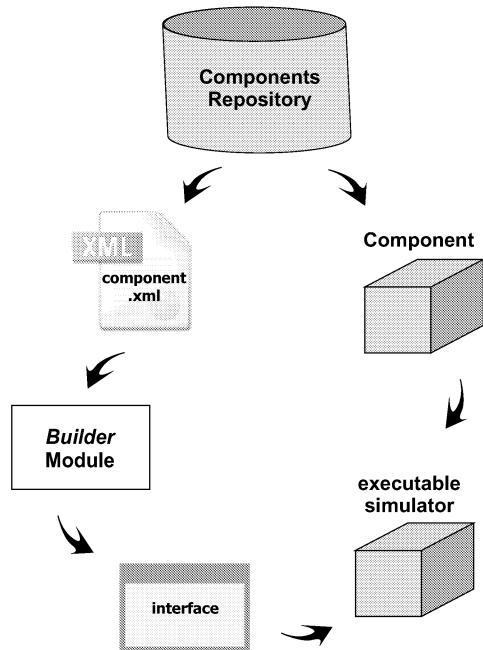 Components
Repository
XML
component
.xml
Component
Builder
Module
executable
simulator
interface